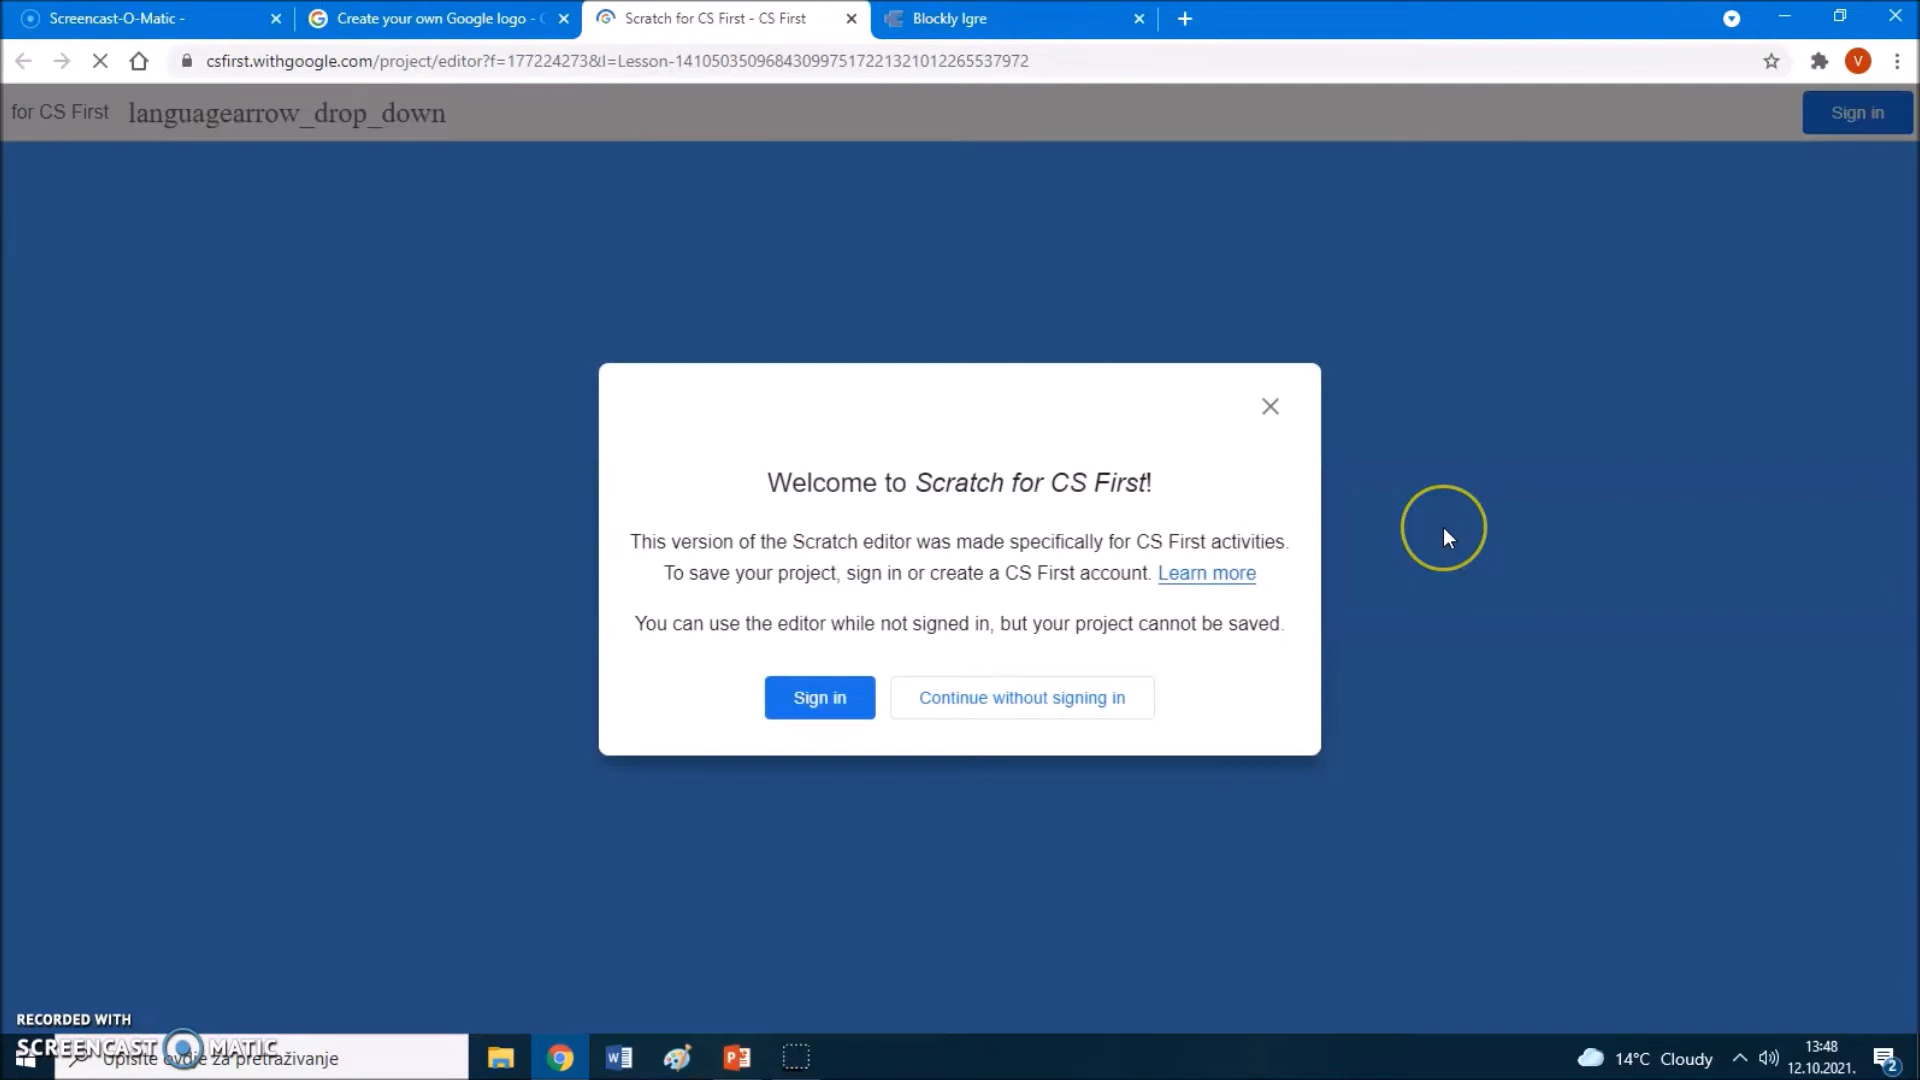 Screencast-O-Matic -
Create your own Google logo -
Scratch for CS First - CS First
Blockly Igre
csfirst.withgoogle.com/project/editor?f=177224273&l=Lesson-14105035096843099751722132101226553797​2
V
for CS First
languagearrow_drop_down
Sign in
Welcome to Scratch for CS First!
This version of the Scratch editor was made specifically for CS First activities.
To save your project, sign in or create a CS First account. Learn more
You can use the editor while not signed in, but your project cannot be saved.
Sign in
Continue without signing in
RECORDED WITH
SCREENCAST MATIC
Upišite ovdje za pretraživanje
14°C Cloudy
13:48
12.10.2021.
2